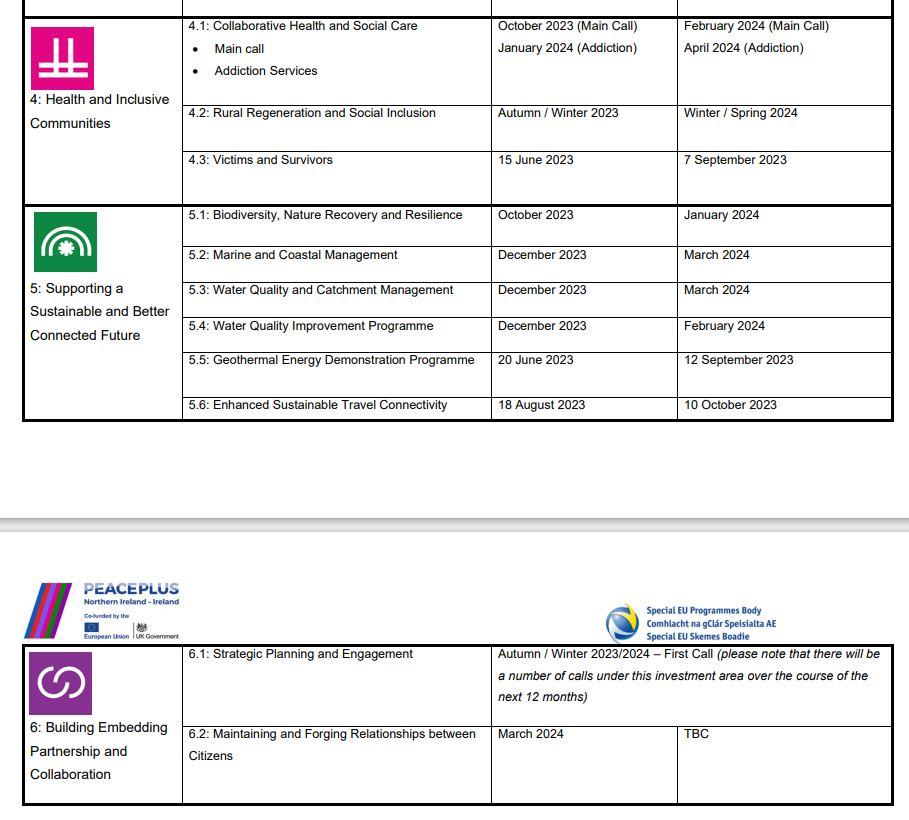 4.1: Collaborative Health and Social Care
• Main call
• Addiction Services
October 2023 (Main Call)
January 2024 (Addiction)
February 2024 (Main Call)
April 2024 (Addiction)
4: Health and Inclusive
Communities
4.2: Rural Regeneration and Social Inclusion
Autumn / Winter 2023
Winter / Spring 2024
4.3: Victims and Survivors
15 June 2023
7 September 2023
5: Supporting a
Sustainable and Better
Connected Future
5.1: Biodiversity, Nature Recovery and Resilience
October 2023
January 2024
5.2: Marine and Coastal Management
December 2023
March 2024
5.3: Water Quality and Catchment Management
December 2023
March 2024
5.4: Water Quality Improvement Programme
December 2023
February 2024
5.5: Geothermal Energy Demonstration Programme
20 June 2023
12 September 2023
5.6: Enhanced Sustainable Travel Connectivity
18 August 2023
10 October 2023
PEACEPLUS
Northern Ireland - Ireland
Co-funded by the
European Union
UK Government
Special EU Programmes Body
Comhlacht na gClár Speisialta AE
Special EU Skemes Boadie
6: Building Embedding
Partnership and
Collaboration
6.1: Strategic Planning and Engagement
Autumn / Winter 2023/2024 – First Call (please note that there will be
a number of calls under this investment area over the course of the
next 12 months)
6.2: Maintaining and Forging Relationships between
Citizens
March 2024
TBC